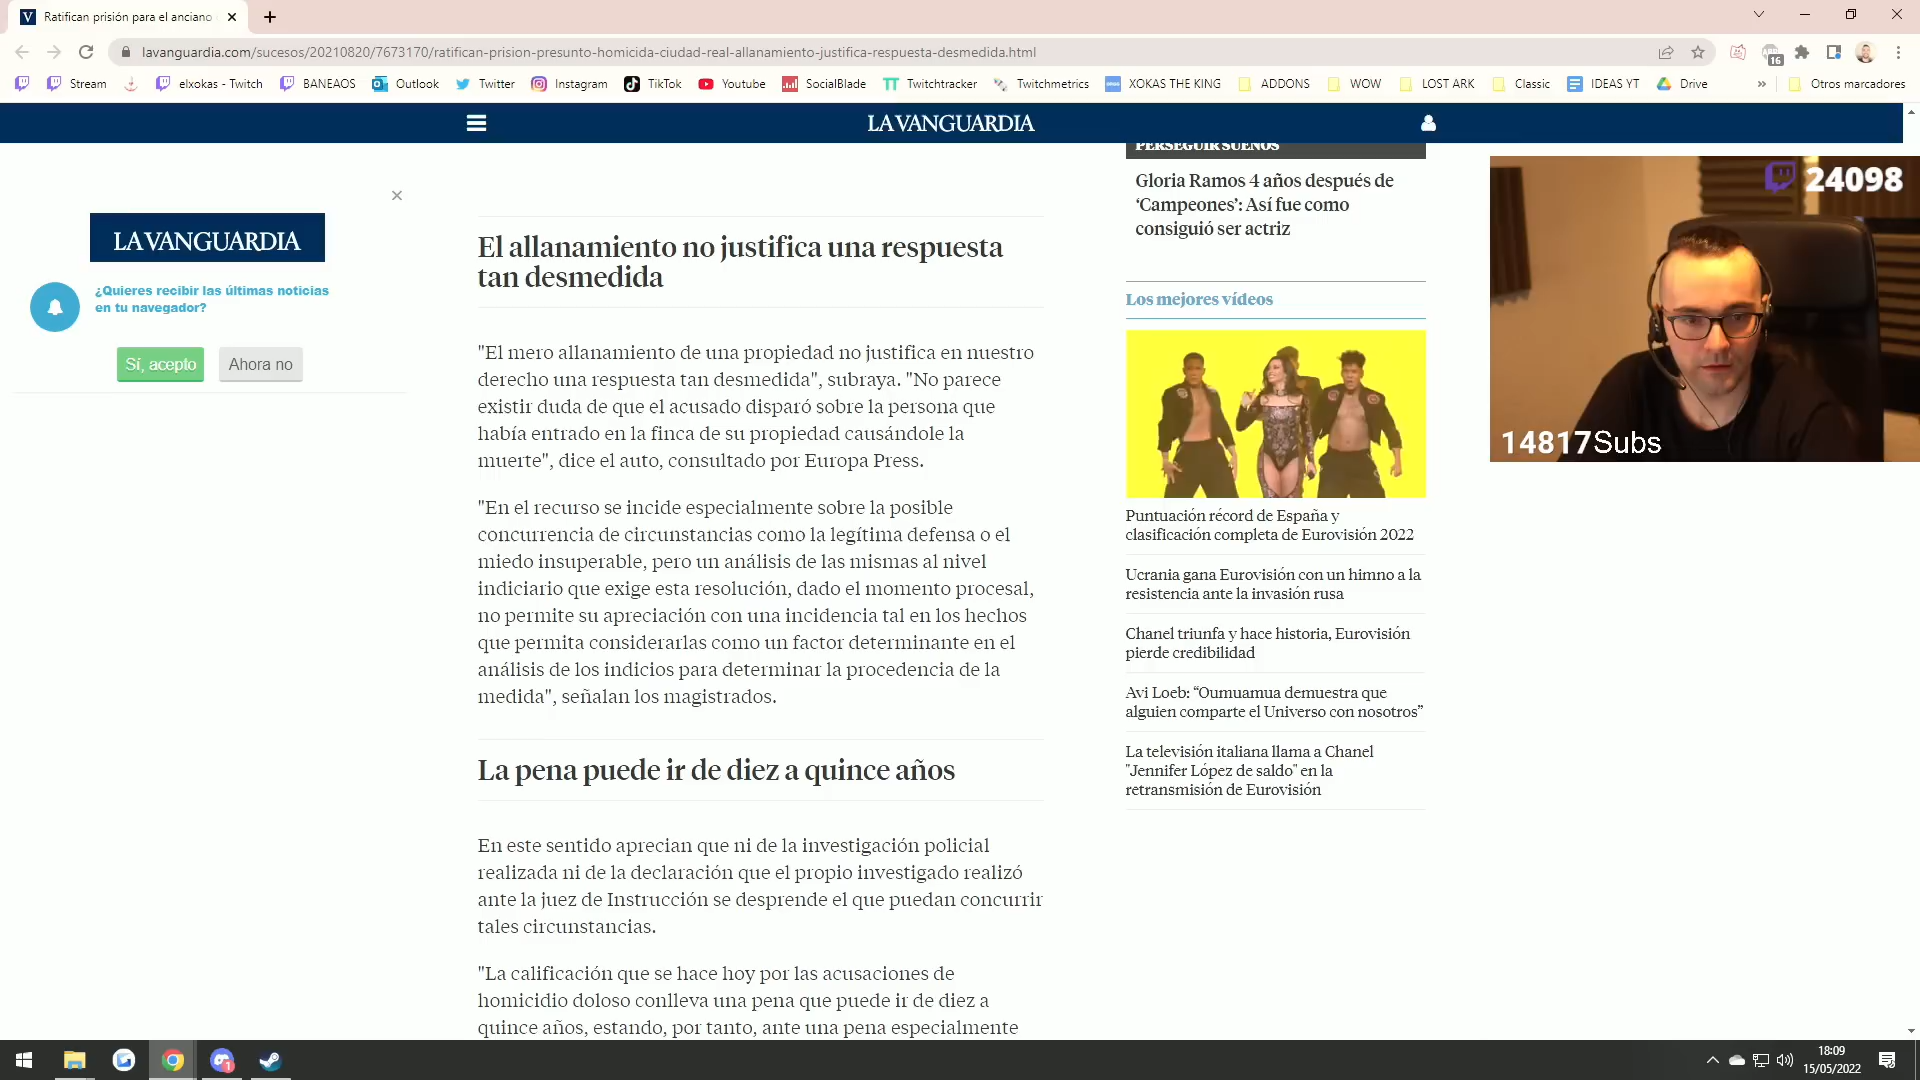 Ratifican prisión para el anciano
lavanguardia.com/sucesos/20210820/7673170/ratifican-prision-presunto-homicida-ciudad-real-allanamiento-justifica-respuesta-desmedida.html
16
Stream
elxokas - Twitch
BANEAOS
Outlook
Twitter
Instagram
TikTok
Youtube
SocialBlade
Twitchtracker
Twitchmetrics
XOKAS THE KING
ADDONS
WOW
LOST ARK
Classic
IDEAS YT
Drive
»
Otros marcadores
LA VANGUARDIA
LA VANGUARDIA
¿Quieres recibir las últimas noticias
en tu navegador?
Sí, acepto
Ahora no
El allanamiento no justifica una respuesta
tan desmedida
"El mero allanamiento de una propiedad no justifica en nuestro
derecho una respuesta tan desmedida", subraya. "No parece
existir duda de que el acusado disparó sobre la persona que
había entrado en la finca de su propiedad causándole la
muerte", dice el auto, consultado por Europa Press.
"En el recurso se incide especialmente sobre la posible
concurrencia de circunstancias como la legítima defensa o el
miedo insuperable, pero un análisis de las mismas al nivel
indiciario que exige esta resolución, dado el momento procesal,
no permite su apreciación con una incidencia tal en los hechos
que permita considerarlas como un factor determinante en el
análisis de los indicios para determinar la procedencia de la
medida", señalan los magistrados.
La pena puede ir de diez a quince años
En este sentido aprecian que ni de la investigación policial
realizada ni de la declaración que el propio investigado realizó
ante la juez de Instrucción se desprende el que puedan concurrir
tales circunstancias.
"La calificación que se hace hoy por las acusaciones de
homicidio doloso conlleva una pena que puede ir de diez a
quince años, estando, por tanto, ante una pena especialmente
PERSEGUIR SUEÑOS
Gloria Ramos 4 años después de
‘Campeones’: Así fue como
consiguió ser actriz
Los mejores vídeos
Puntuación récord de España y
clasificación completa de Eurovisión 2022
Ucrania gana Eurovisión con un himno a la
resistencia ante la invasión rusa
Chanel triunfa y hace historia, Eurovisión
pierde credibilidad
Avi Loeb: “Oumuamua demuestra que
alguien comparte el Universo con nosotros”
La televisión italiana llama a Chanel
"Jennifer López de saldo" en la
retransmisión de Eurovisión
24098
14817Subs
1
18:09
15/05/2022